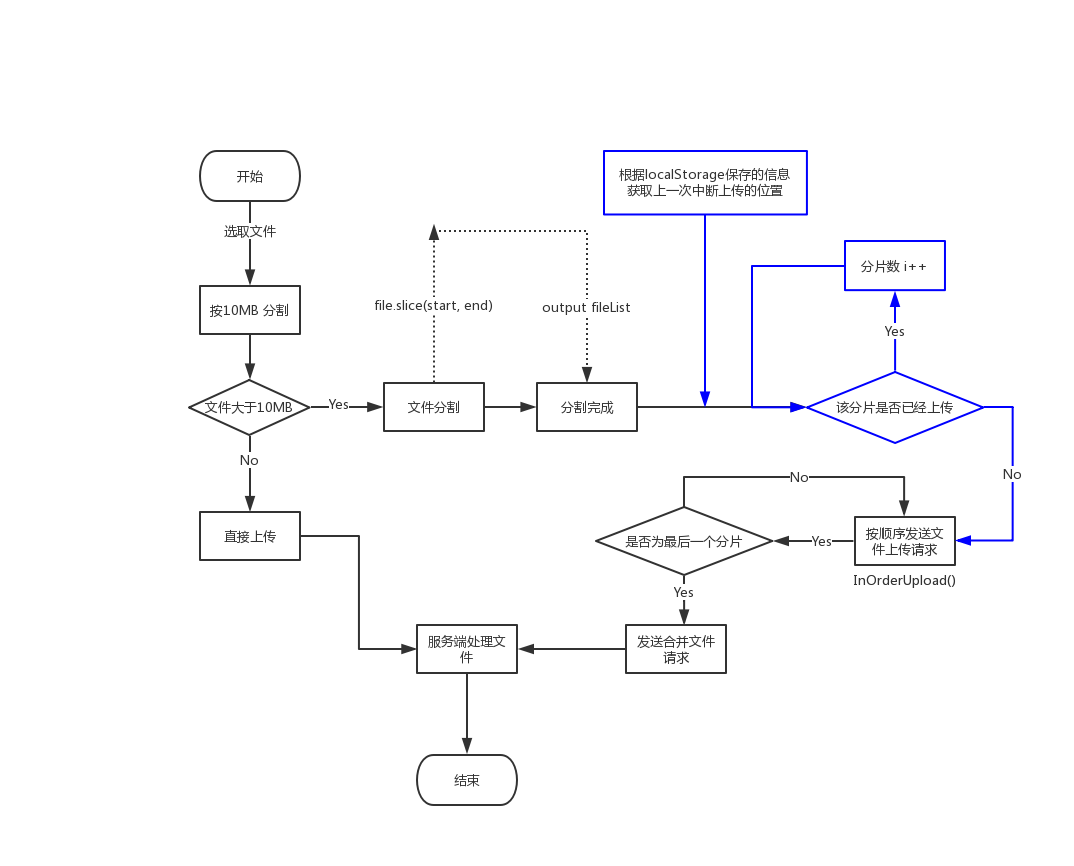 开始
选取文件
按10MB 分割
文件大于10MB
Yes
No
直接上传
file.slice(start, end)
output fileList
文件分割
分割完成
根据localStorage保存的信息
获取上一次中断上传的位置
分片数 i++
Yes
该分片是否已经上传
No
按顺序发送文
件上传请求
InOrderUpload()
No
Yes
是否为最后一个分片
Yes
发送合并文件
请求
服务端处理文
件
结束